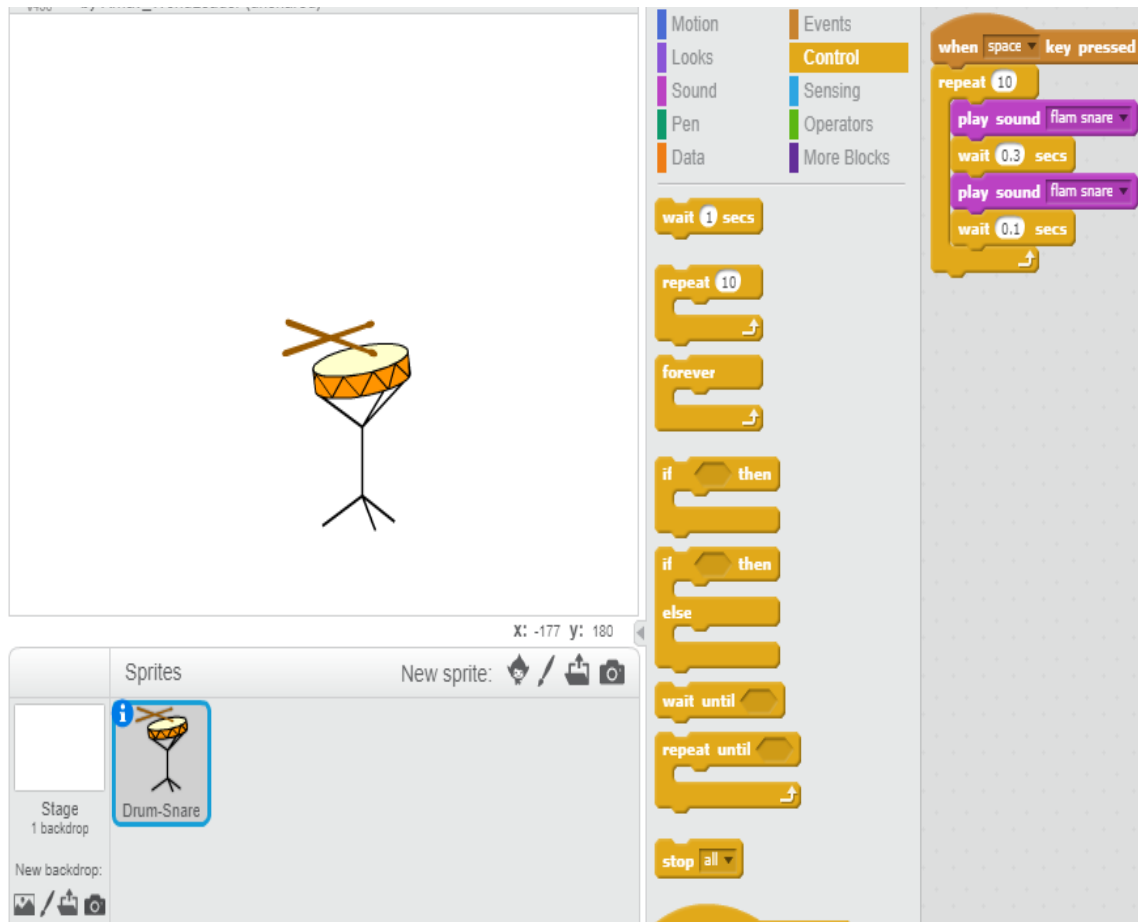 Motion
Events
Looks
Control
Sound
Sensing
Pen
Operators
Data
More Blocks
wait 1 secs
repeat 10
forever
if then
if then
else
wait until
repeat until
stop all
when space key pressed
repeat 10
play sound flam snare
wait 0.3 secs
play sound flam snare
wait 0.1 secs
x: -177 y: 180
Sprites
New sprite:
Stage
1 backdrop
Drum-Snare
New backdrop: